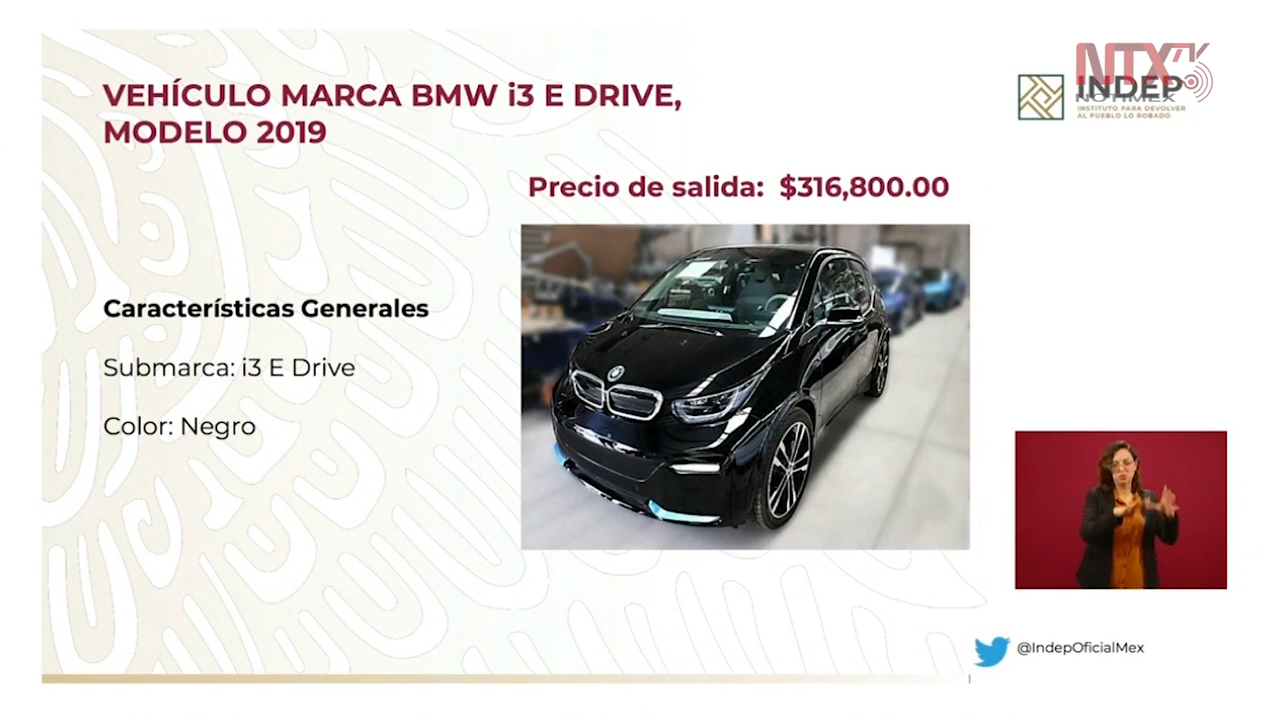 VEHÍCULO MARCA BMW i3 E DRIVE,
MODELO 2019
NTX
INDEP
NOTIMEX
INSTITUTO PARA DEVOLVER
AL PUEBLO LO ROBADO
Precio de salida: $316,800.00
Características Generales
Submarca: i3 E Drive
Color: Negro
@IndepOficialMex